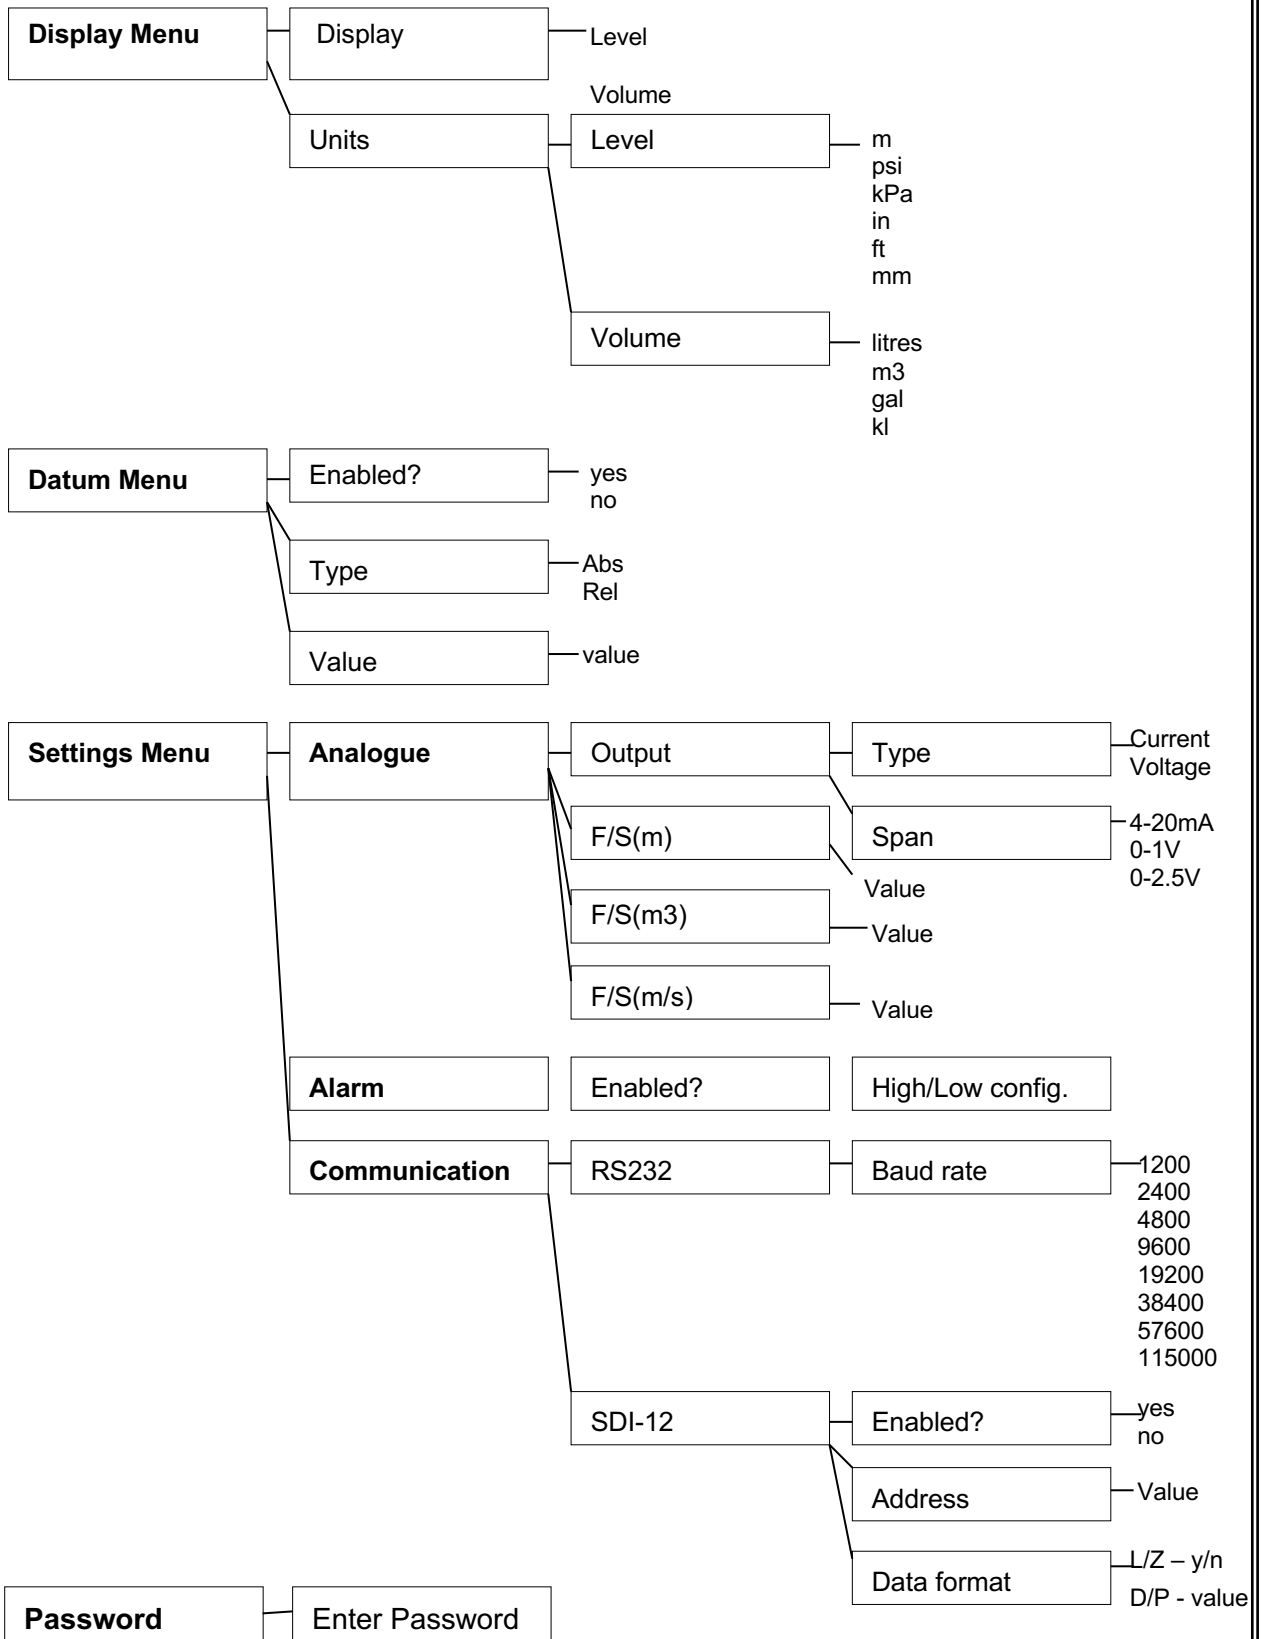 Display Menu
Display
Level
Volume
Units
Level
m
psi
kPa
in
ft
mm
Volume
litres
m3
gal
kl
Datum Menu
Enabled?
yes
no
Type
Abs
Rel
Value
value
Settings Menu
Analogue
Output
Type
Current
Voltage
Span
4-20mA
0-1V
0-2.5V
F/S(m)
Value
F/S(m3)
Value
F/S(m/s)
Value
Alarm
Enabled?
High/Low config.
Communication
RS232
Baud rate
1200
2400
4800
9600
19200
38400
57600
115000
SDI-12
Enabled?
yes
no
Address
Value
Data format
L/Z – y/n
D/P - value
Password
Enter Password